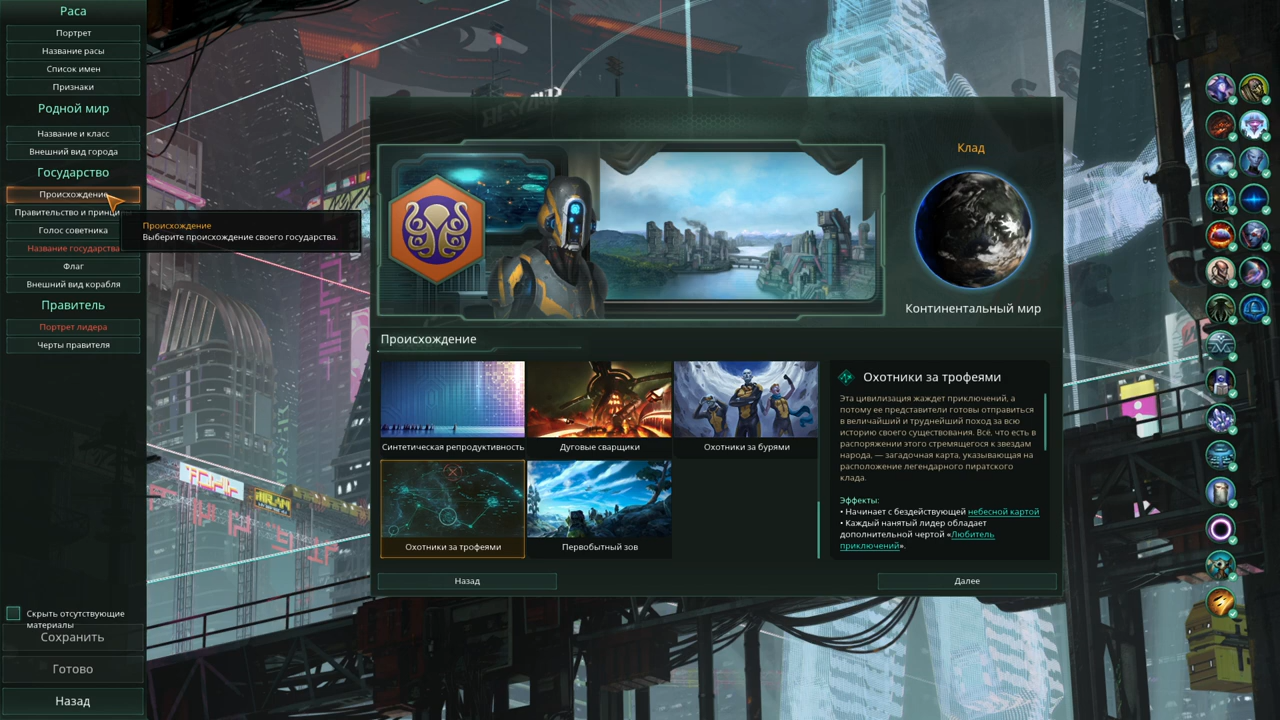 Раса
Портрет
Название расы
Список имен
Признаки
Родной мир
Название и класс
Внешний вид города
Государство
Происхождение
Правительство и принци
Голос советника
Название государства
Флаг
Внешний вид корабля
Правитель
Портрет лидера
Черты правителя
Скрыть отсутствующие
материалы
Сохранить
Готово
Назад
Происхождение
Выберите происхождение своего государства.
Клад
Континентальный мир
Происхождение
Синтетическая репродуктивность
Дуговые сварщики
Охотники за бурями
Охотники за трофеями
Первобытный зов
Охотники за трофеями
Эта цивилизация жаждет приключений, а
потому ее представители готовы отправиться
в величайший и труднейший поход за всю
историю своего существования. Всё, что есть в
распоряжении этого стремящегося к звездам
народа, — загадочная карта, указывающая на
расположение легендарного пиратского
клада.
Эффекты:
• Начинает с бездействующей небесной картой
• Каждый нанятый лидер обладает
дополнительной чертой «Любитель
приключений».
Назад
Далее